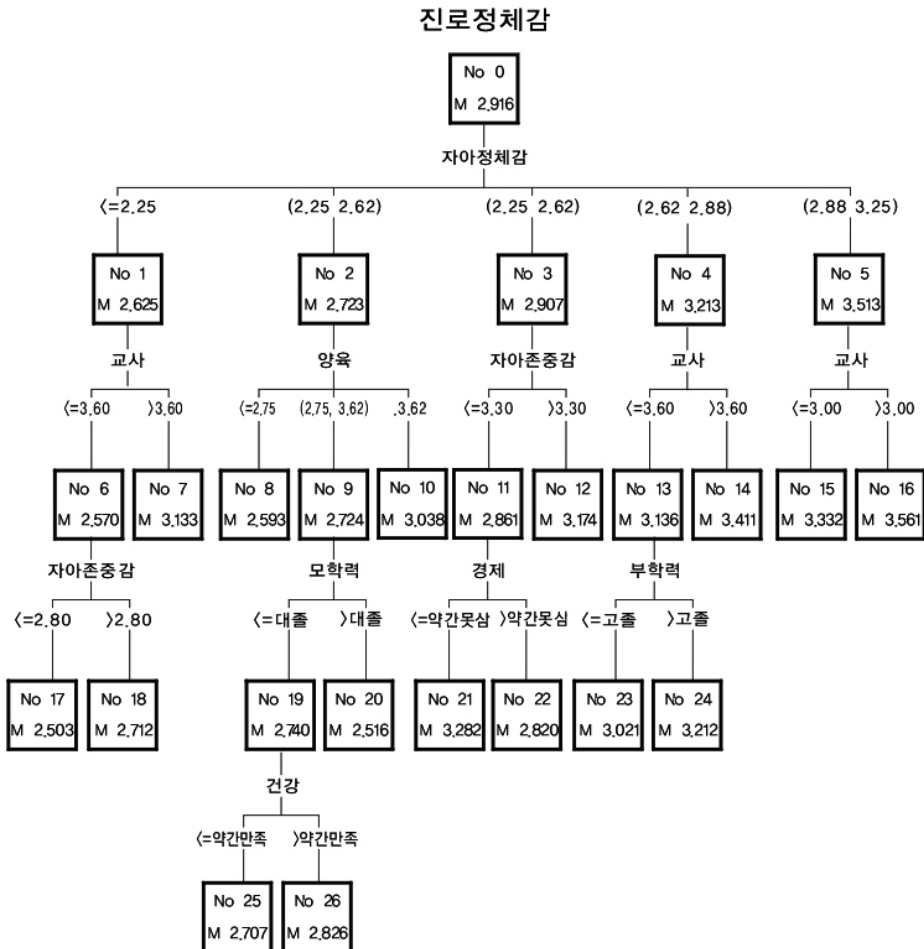 진로정체감
No 0
M 2.916
자아정체감
<=2.25 (2.25 2.62) (2.25 2.62) (2.62 2.88) (2.88 3.25)
No 1 No 2 No 3 No 4 No 5
M 2.625 M 2.723 M 2.907 M 3.213 M 3.513
교사 양육 자아존중감 교사 교사
<=3.60 >3.60 <=2.75 (2.75, 3.62) .3.62 <=3.30 >3.30 <=3.60 >3.60 <=3.00 >3.00
No 6 No 7 No 8 No 9 No 10 No 11 No 12 No 13 No 14 No 15 No 16
M 2.570 M 3.133 M 2.593 M 2.724 M 3.038 M 2.861 M 3.174 M 3.136 M 3.411 M 3.332 M 3.561
자아존중감 모학력 경제 부학력
<=2.80 >2.80 <=대졸 >대졸 <=약간못삼 >약간못심 <=고졸 >고졸
No 17 No 18 No 19 No 20 No 21 No 22 No 23 No 24
M 2.503 M 2.712 M 2.740 M 2.516 M 3.282 M 2.820 M 3.021 M 3.212
건강
<=약간만족 >약간만족
No 25 No 26
M 2.707 M 2.826